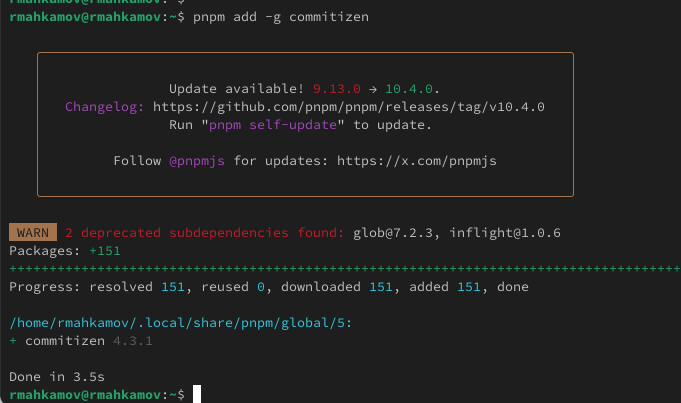 rmahkamov@rmahkamov:~$ pnpm add -g commitizen
Update available! 9.13.0 → 10.4.0.
Changelog: https://github.com/pnpm/pnpm/releases/tag/v10.4.0
Run "pnpm self-update" to update.
Follow @pnpmjs for updates: https://x.com/pnpmjs
WARN 2 deprecated subdependencies found: glob@7.2.3, inflight@1.0.6
Packages: +151
+++++++++++++++++++++++++++++++++++++++++++++++++++++++++++++++++++++++++++++++++++++
Progress: resolved 151, reused 0, downloaded 151, added 151, done
/home/rmahkamov/.local/share/pnpm/global/5:
+ commitizen 4.3.1
Done in 3.5s
rmahkamov@rmahkamov:~$